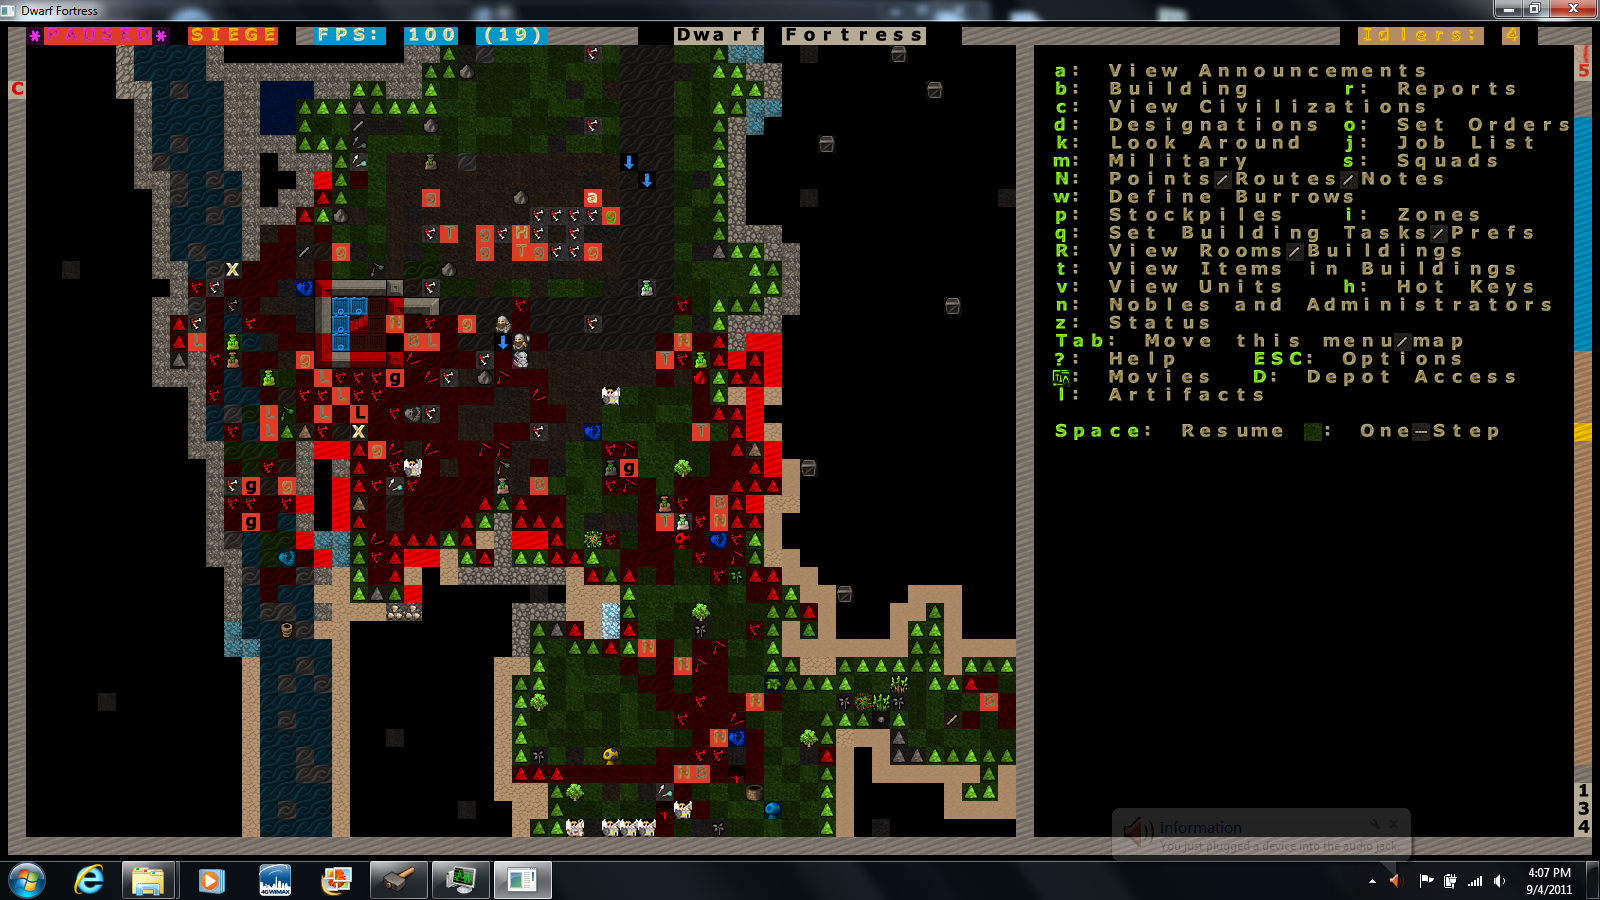 Dwarf Fortress
*PAUSED* SIEGE FPS: 100 (19) Dwarf Fortress Idlers: 4
a: View Announcements
b: Building r: Reports
c: View Civilizations
d: Designations o: Set Orders
k: Look Around j: Job List
m: Military s: Squads
N: Points/Routes/Notes
w: Define Burrows
p: Stockpiles i: Zones
q: Set Building Tasks/Prefs
R: View Rooms/Buildings
t: View Items in Buildings
v: View Units h: Hot Keys
n: Nobles and Administrators
z: Status
Tab: Move this menu/map
?: Help ESC: Options
: Movies D: Depot Access
l: Artifacts
Space: Resume : One-Step
5
134
Information
You just plugged a device into the audio jack.
4GWIMAX
4:07 PM
9/4/2011